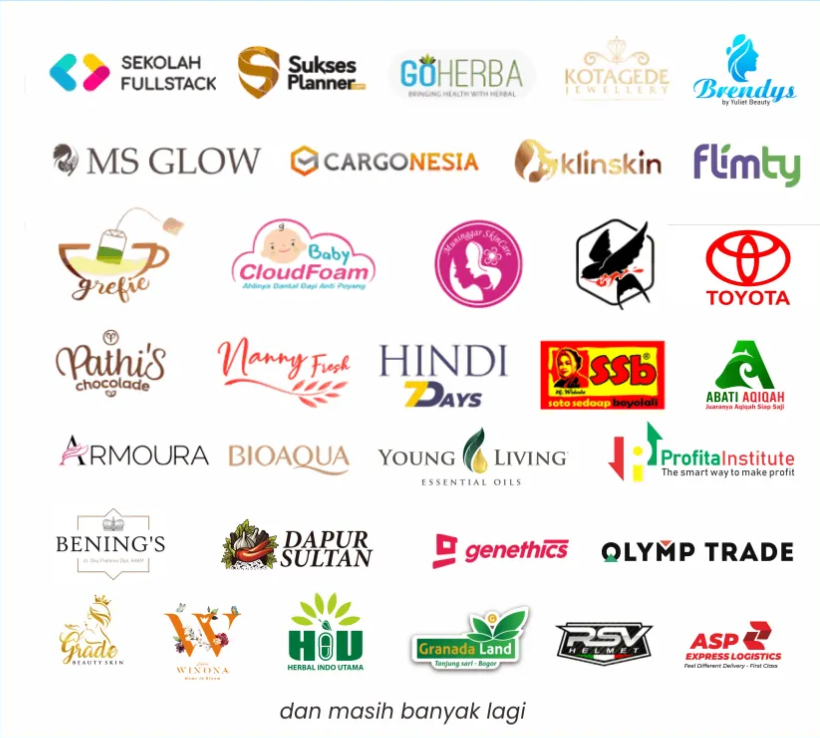 SEKOLAH
FULLSTACK
Sukses
Planner
GOHERBA
BRINGING HEALTH WITH HERBAL
KOTAGEDE
JEWELLERY
Brendys
by Yuliet Beauty
MS GLOW
CARGONESIA
klinskin
flimty
grefie
Baby
CloudFoam
Ahlinya Bantal Bayi Anti Peyang
Muninggar SkinCare
TOYOTA
Pathi'S
chocolade
Nanny Fresh
HINDI
7DAYS
SSb
Hj. Widodo
soto sedaap boyolali
ABATI AQIQAH
Juaranya Aqiqah Siap Saji
ARMOURA
BIOAQUA
YOUNG LIVING
ESSENTIAL OILS
ProfitaInstitute
The smart way to make profit
BENING'S
DAPUR
SULTAN
genethics
OLYMP TRADE
Grade
BEAUTY SKIN
W
WINONA
HIU
HERBAL INDO UTAMA
G
Granada Land
Tanjung sari - Bogor
RSV
HELMET
ASP
EXPRESS LOGISTICS
Feel Different Delivery - First Class
dan masih banyak lagi